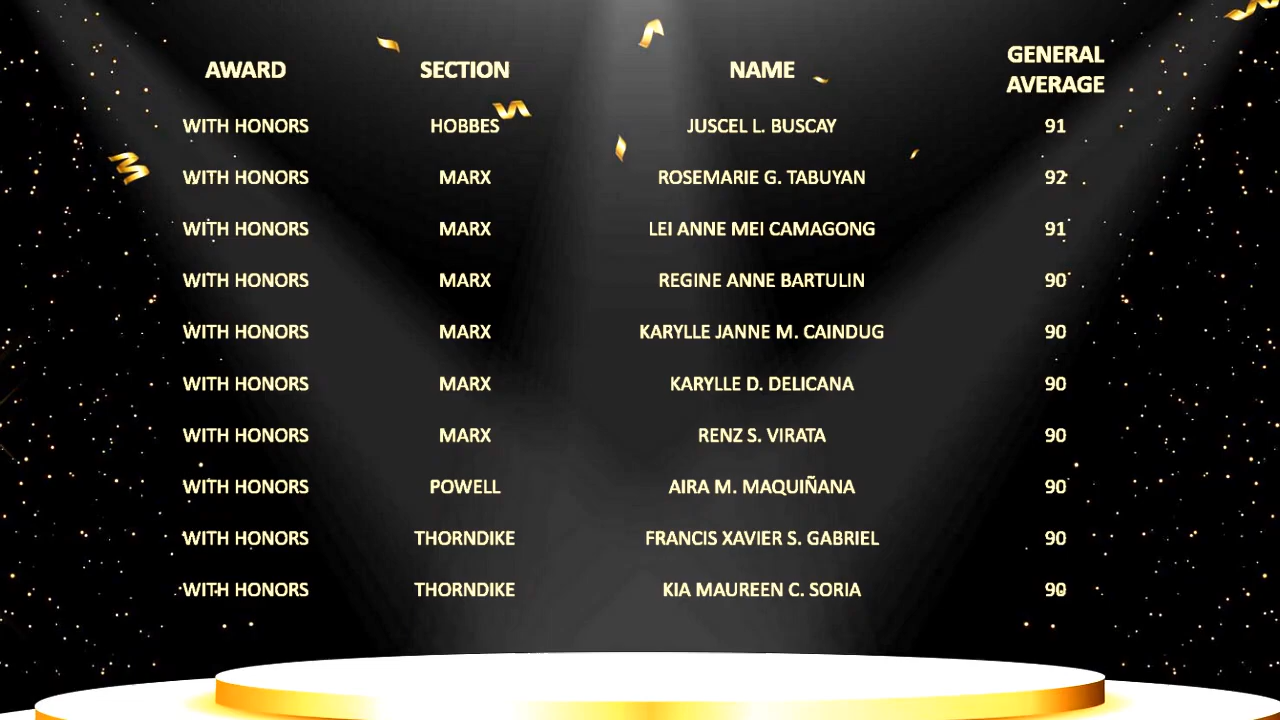 AWARD SECTION NAME GENERAL AVERAGE
WITH HONORS HOBBES JUSCEL L. BUSCAY 91
WITH HONORS MARX ROSEMARIE G. TABUYAN 92
WITH HONORS MARX LEI ANNE MEI CAMAGONG 91
WITH HONORS MARX REGINE ANNE BARTULIN 90
WITH HONORS MARX KARYLLE JANNE M. CAINDUG 90
WITH HONORS MARX KARYLLE D. DELICANA 90
WITH HONORS MARX RENZ S. VIRATA 90
WITH HONORS POWELL AIRA M. MAQUIÑANA 90
WITH HONORS THORNDIKE FRANCIS XAVIER S. GABRIEL 90
WITH HONORS THORNDIKE KIA MAUREEN C. SORIA 90